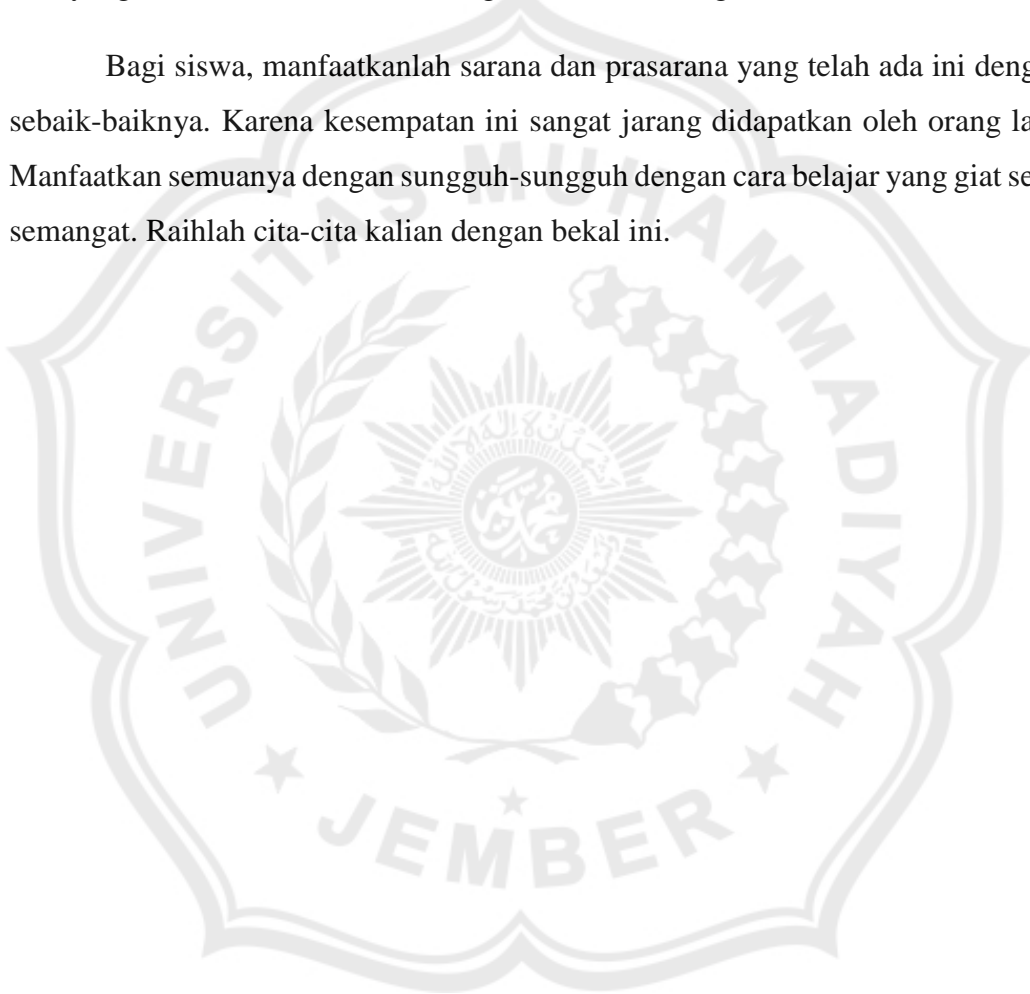 Bagi siswa, manfaatkanlah sarana dan prasarana yang telah ada ini deng
sebaik-baiknya. Karena kesempatan ini sangat jarang didapatkan oleh orang la
Manfaatkan semuanya dengan sungguh-sungguh dengan cara belajar yang giat se
semangat. Raihlah cita-cita kalian dengan bekal ini.
UNIVERSITAS MUHAMMADIYAH
JEMBER